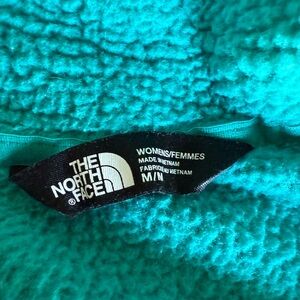 THE
NORTH
FACE
®
WOMENS/FEMMES
MADE IN VIETNAM
FABRIQUÉ AU VIETNAM
M/M